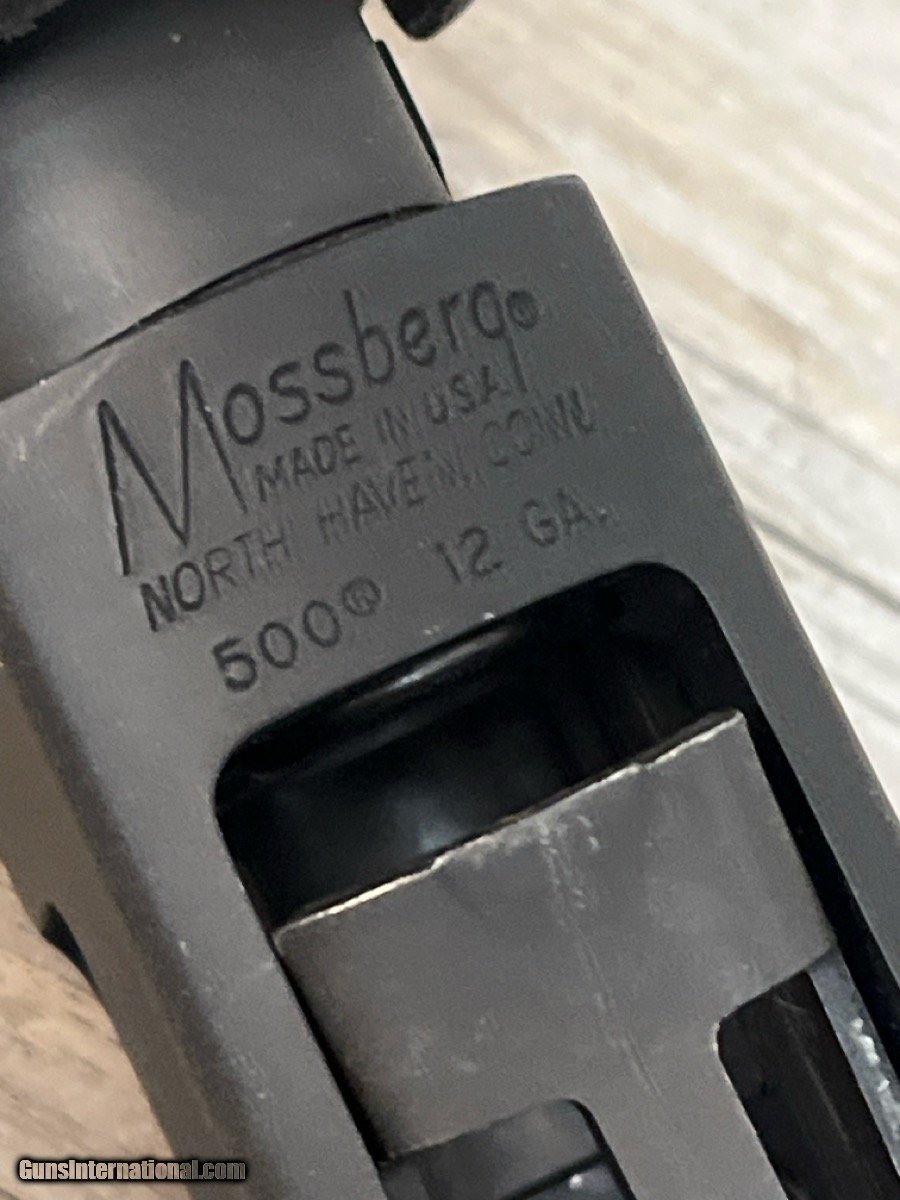 Mossberg®
MADE IN USA
NORTH HAVEN, CONN
500® 12 GA.
GunsInternational.com